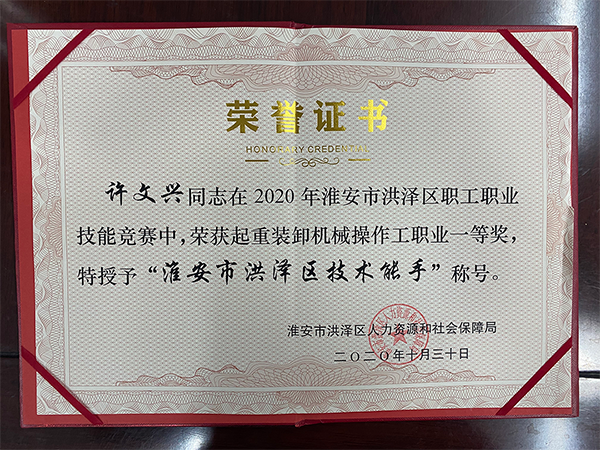 荣誉证书
HONORARY CREDENTIAL
许文兴同志在2020年淮安市洪泽区职工职业
技能竞赛中，荣获起重装卸机械操作工职业一等奖，
特授予“淮安市洪泽区技术能手”称号。
淮安市洪泽区人力资源和社会保障局
二〇二〇年十月三十日